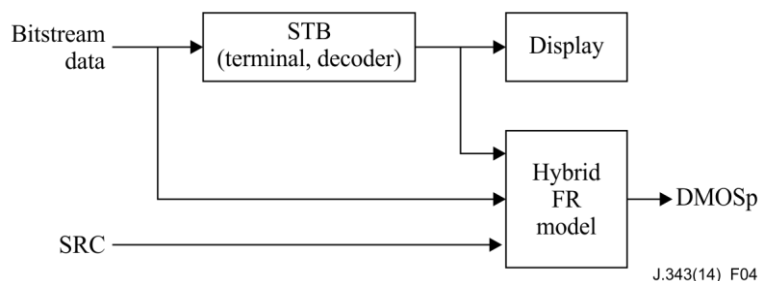 Bitstream
data
STB
(terminal, decoder)
Display
Hybrid
FR
model
DMOSp
SRC
J.343(14)_F04